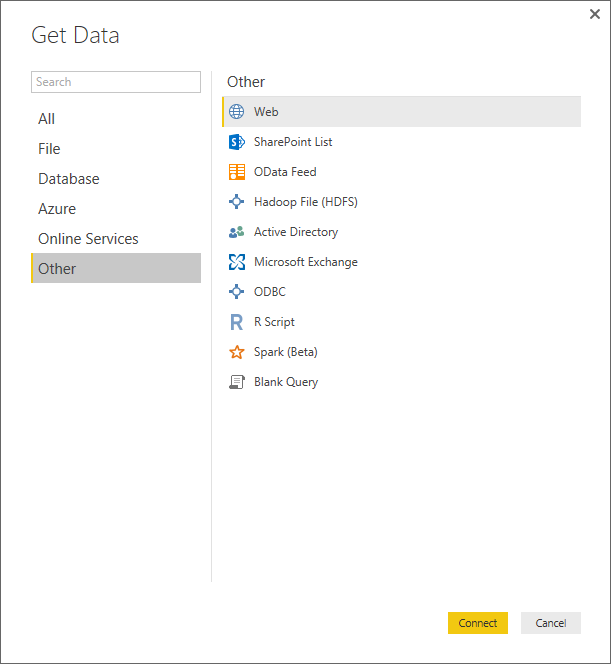 Get Data
Search
All
File
Database
Azure
Online Services
Other
Other
Web
SharePoint List
OData Feed
Hadoop File (HDFS)
Active Directory
Microsoft Exchange
ODBC
R Script
Spark (Beta)
Blank Query
Connect
Cancel